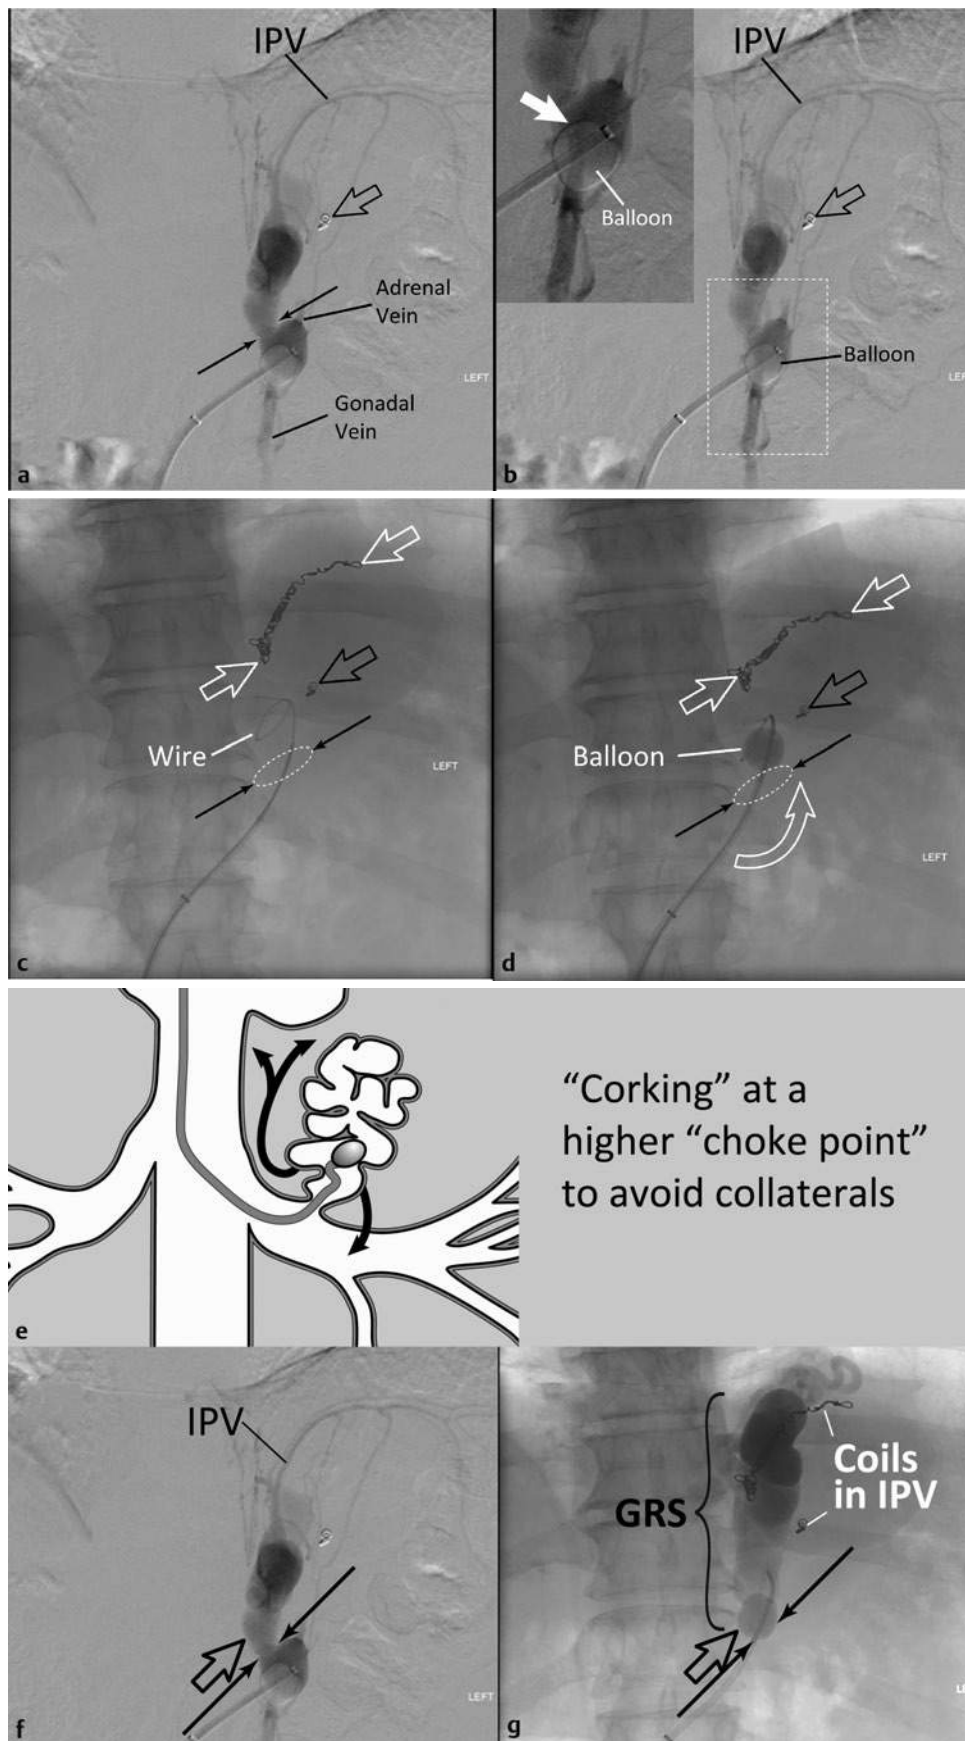 IPV
Adrenal
Vein
LEFT
Gonadal
Vein
a
IPV
Balloon
Balloon
LEFT
b
Wire
LEFT
c
Balloon
LEFT
d
“Corking” at a
higher “choke point”
to avoid collaterals
e
IPV
LEFT
f
Coils
in IPV
GRS
g